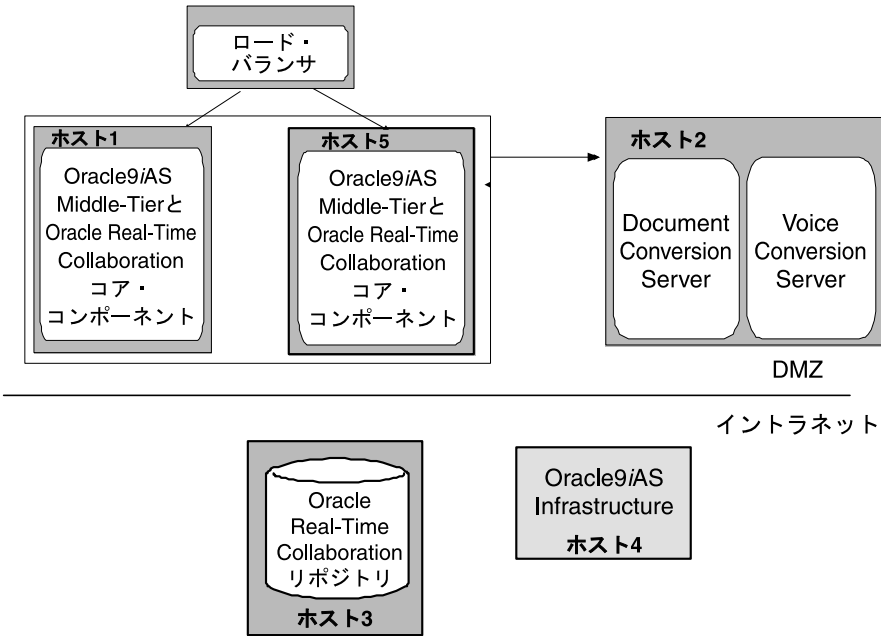 ロード・
バランサ
ホスト1
Oracle9iAS
Middle-Tierと
Oracle Real-Time
Collaboration
コア・
コンポーネント
ホスト5
Oracle9iAS
Middle-Tierと
Oracle Real-Time
Collaboration
コア・
コンポーネント
ホスト2
Document
Conversion
Server
Voice
Conversion
Server
DMZ
イントラネット
Oracle
Real-Time
Collaboration
リポジトリ
ホスト3
Oracle9iAS
Infrastructure
ホスト4